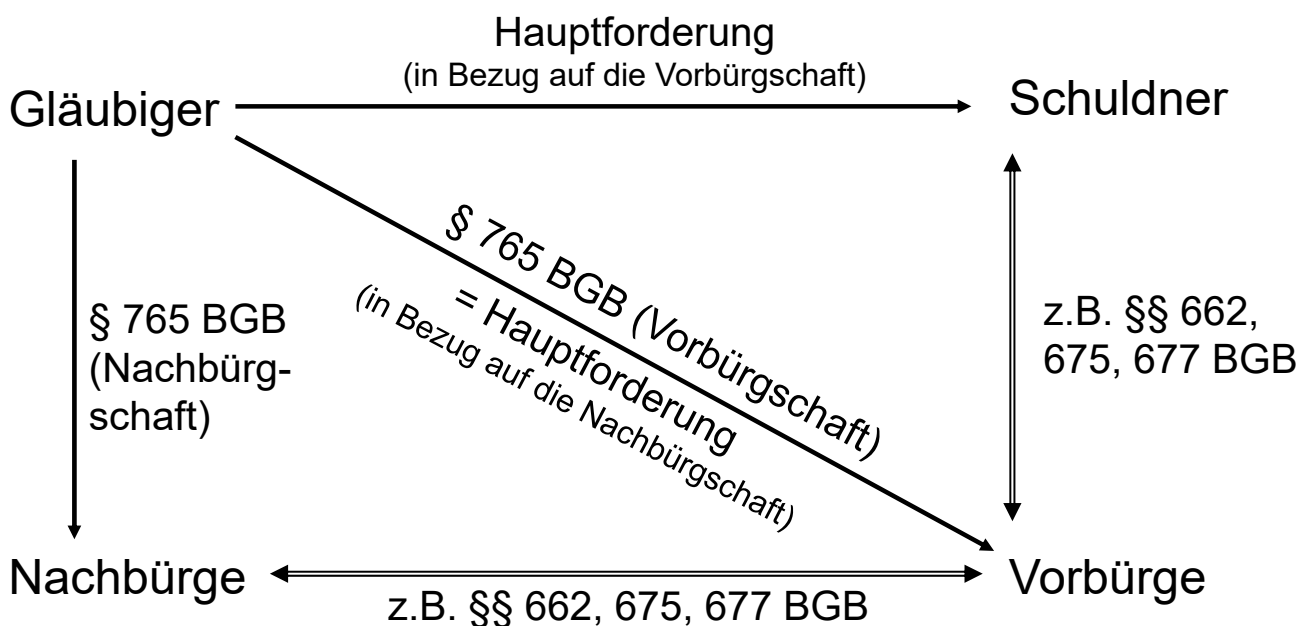 Hauptforderung
(in Bezug auf die Vorbürgschaft)
Gläubiger
Schuldner
§ 765 BGB (Vorbürgschaft)
= Hauptforderung
(in Bezug auf die Nachbürgschaft)
§ 765 BGB
(Nachbürg-
schaft)
z.B. §§ 662,
675, 677 BGB
Nachbürge
Vorbürge
z.B. §§ 662, 675, 677 BGB